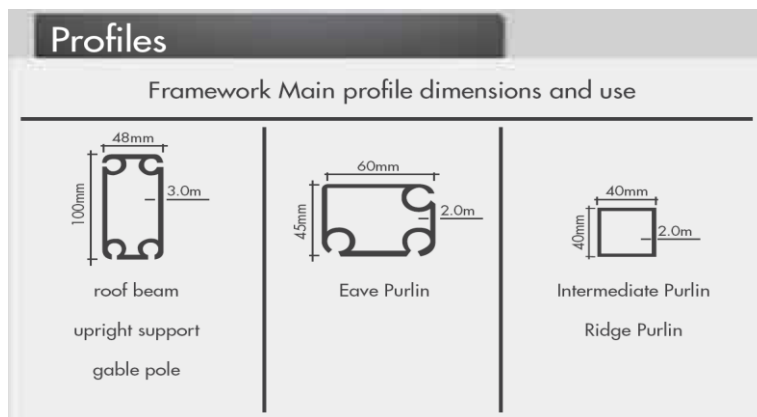 Profiles
Framework Main profile dimensions and use
48mm
100mm
3.0m
roof beam
upright support
gable pole
60mm
45mm
2.0m
Eave Purlin
40mm
40mm
2.0m
Intermediate Purlin
Ridge Purlin